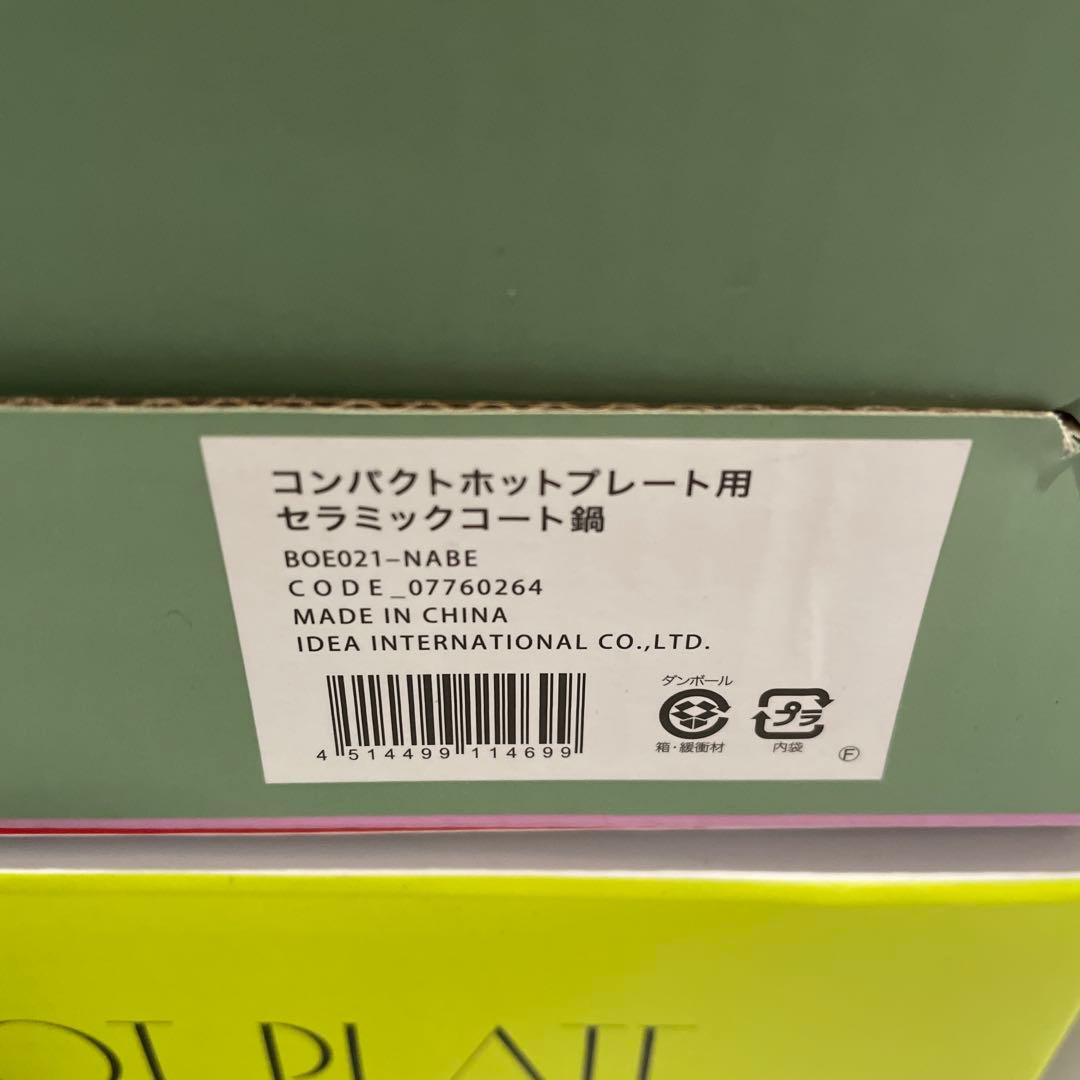 コンパクトホットプレート用
セラミックコート鍋
BOE021-NABE
CODE_07760264
MADE IN CHINA
IDEA INTERNATIONAL CO.,LTD.
4 514499 114699
ダンボール
箱・緩衝材
プラ
内袋
F